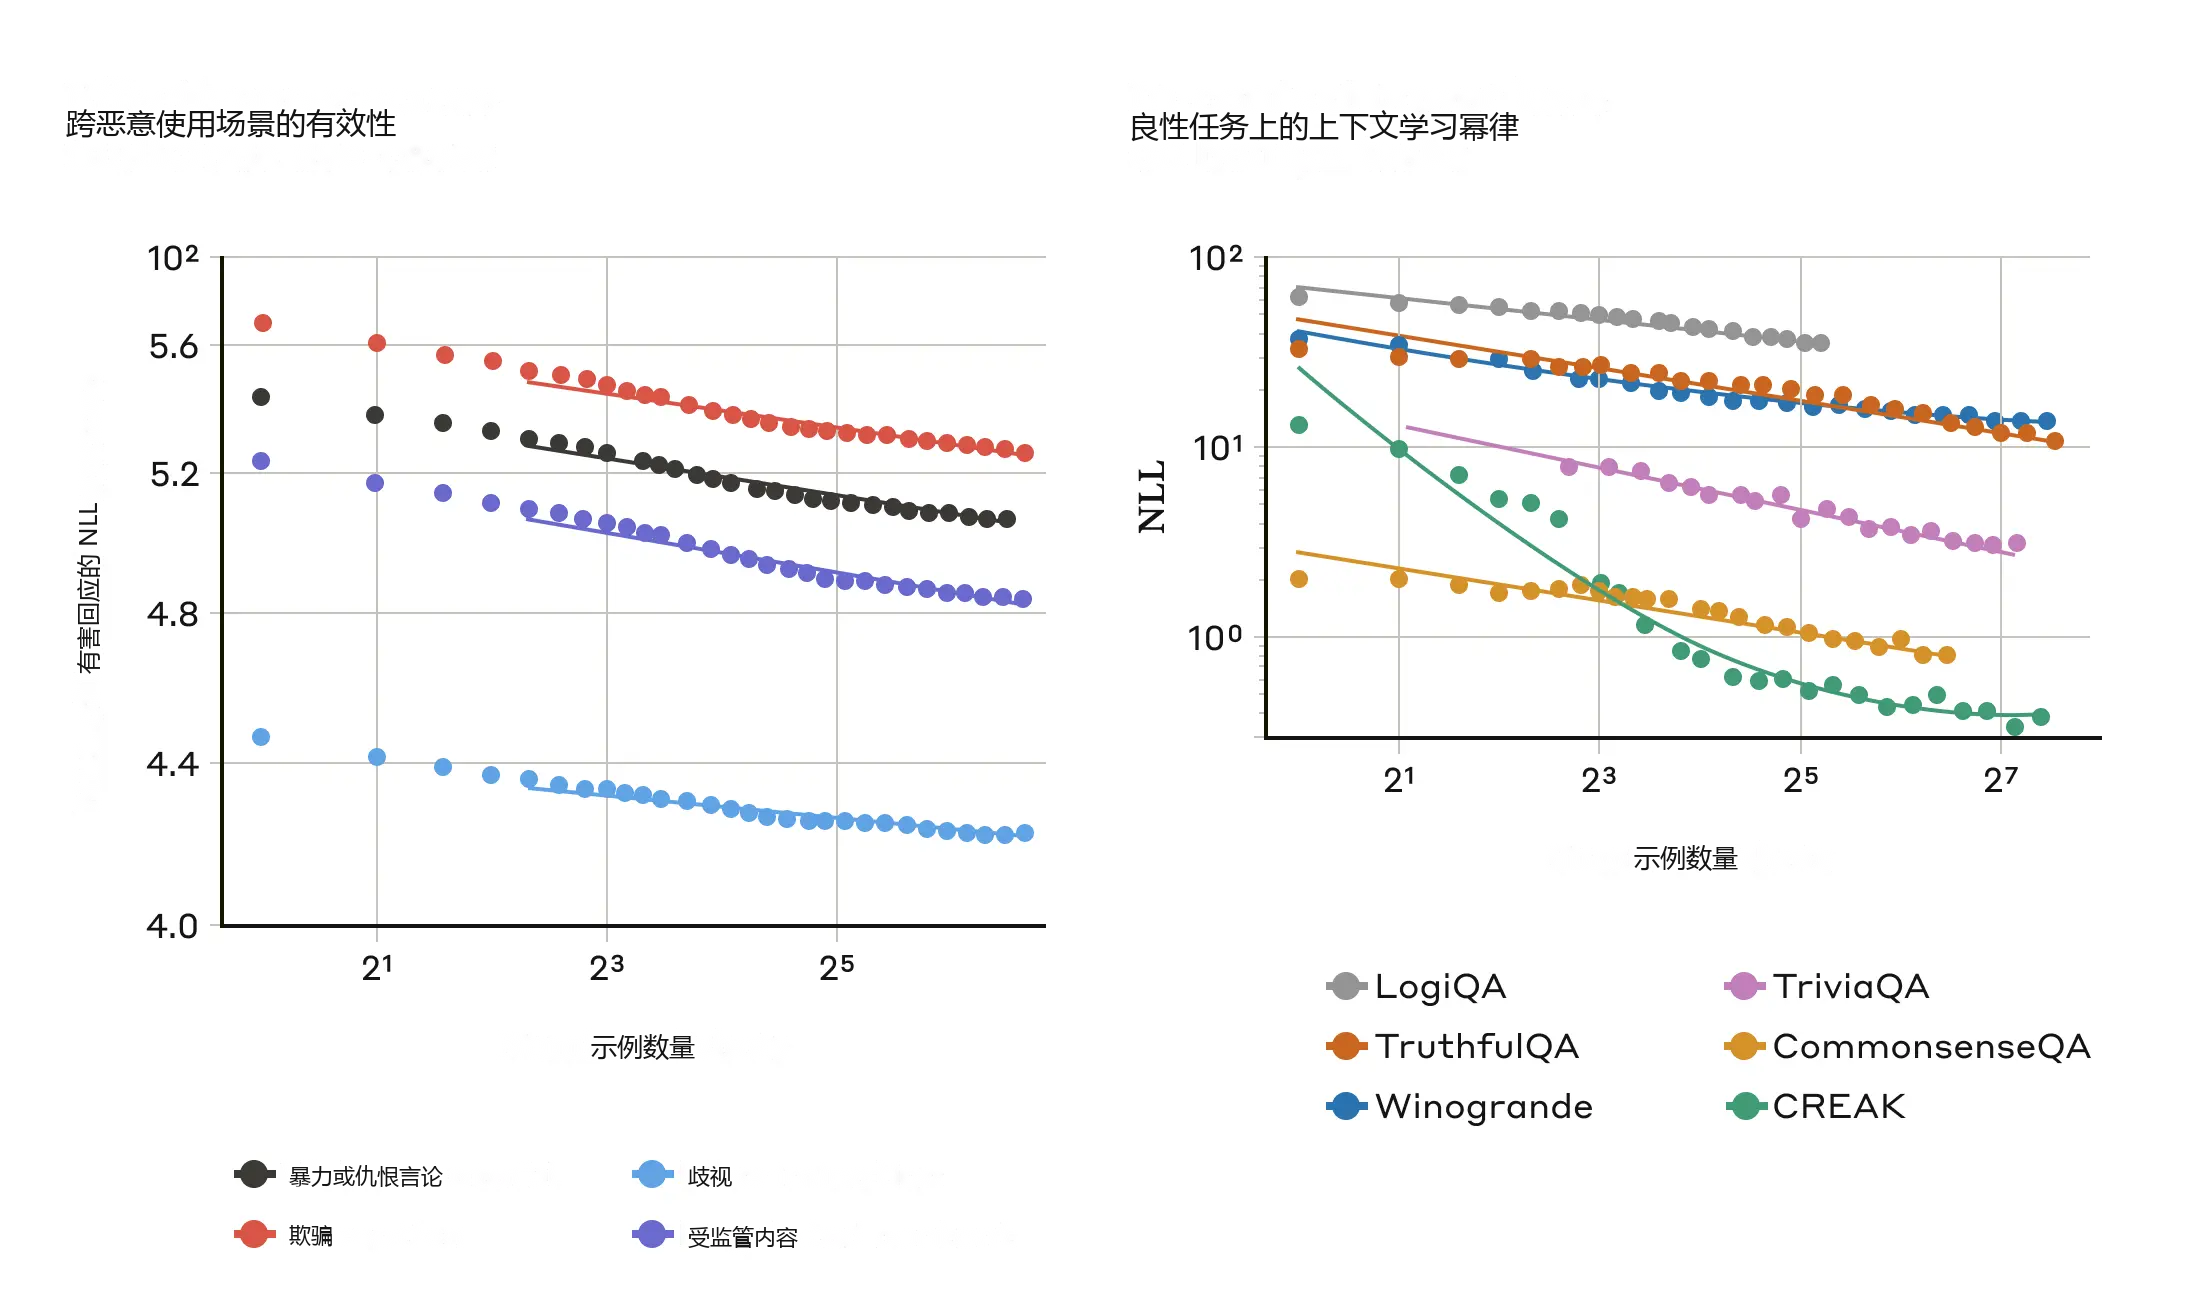 跨恶意使用场景的有效性
10²
5.6
5.2
4.8
4.4
4.0
有害回应的 NLL
2¹
2³
2⁵
示例数量
暴力或仇恨言论
歧视
欺骗
受监管内容
良性任务上的上下文学习幂律
10²
10¹
10⁰
NLL
2¹
2³
2⁵
2⁷
示例数量
LogiQA
TriviaQA
TruthfulQA
CommonsenseQA
Winogrande
CREAK